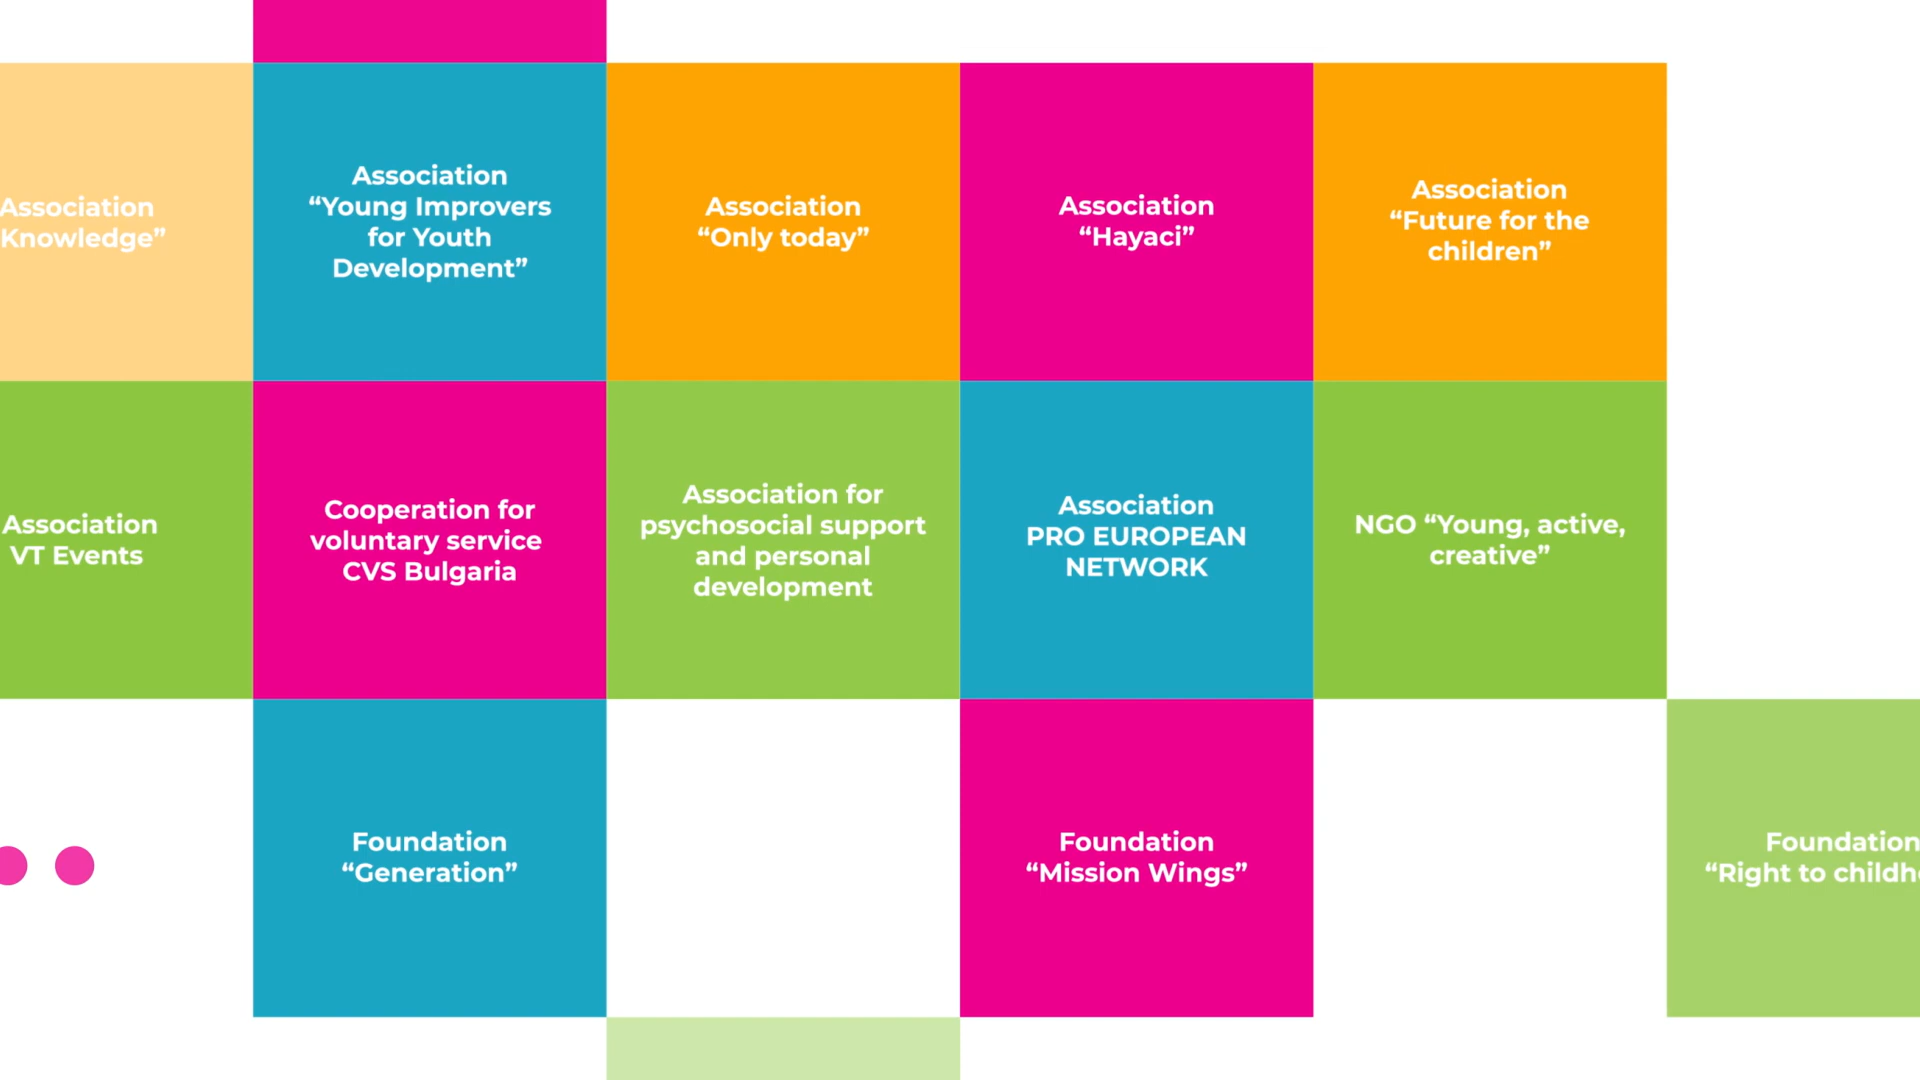 Association
Knowledge”
Association
“Young Improvers
for Youth
Development”
Association
“Only today”
Association
“Hayaci”
Association
“Future for the
children”
Association
VT Events
Cooperation for
voluntary service
CVS Bulgaria
Association for
psychosocial support
and personal
development
Association
PRO EUROPEAN
NETWORK
NGO “Young, active,
creative”
Foundation
“Generation”
Foundation
“Mission Wings”
Foundation
“Right to